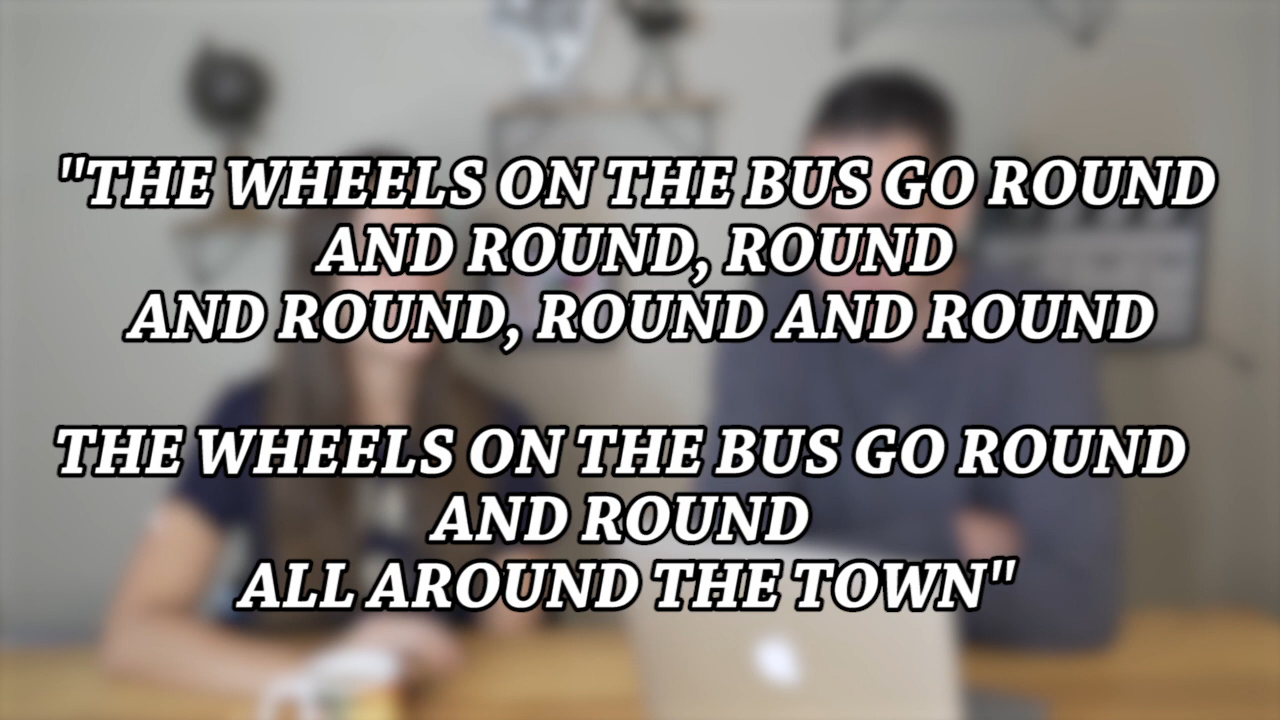 "THE WHEELS ON THE BUS GO ROUND
AND ROUND, ROUND
AND ROUND, ROUND AND ROUND
THE WHEELS ON THE BUS GO ROUND
AND ROUND
ALL AROUND THE TOWN"